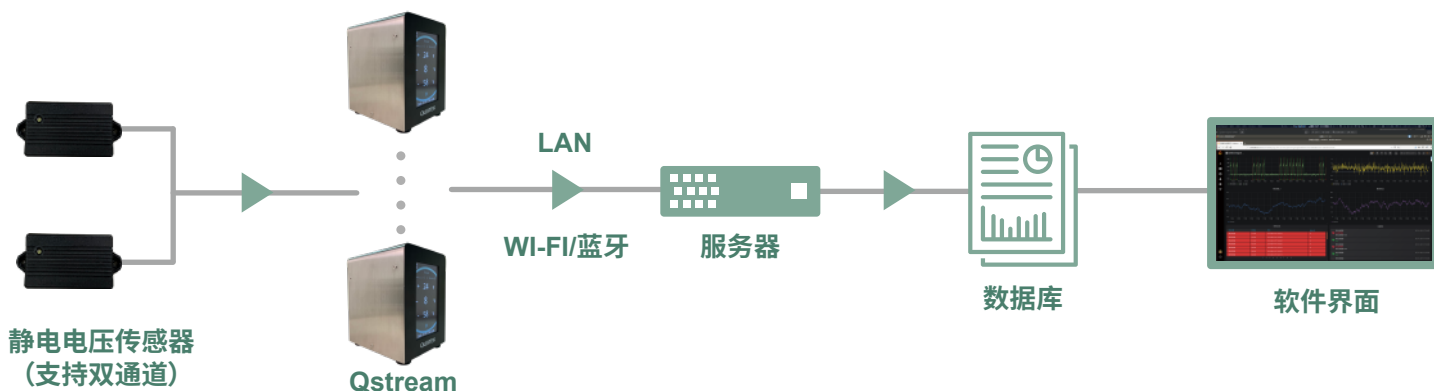 LAN
WI-FI/蓝牙
服务器
数据库
软件界面
静电电压传感器
（支持双通道）
Qstream